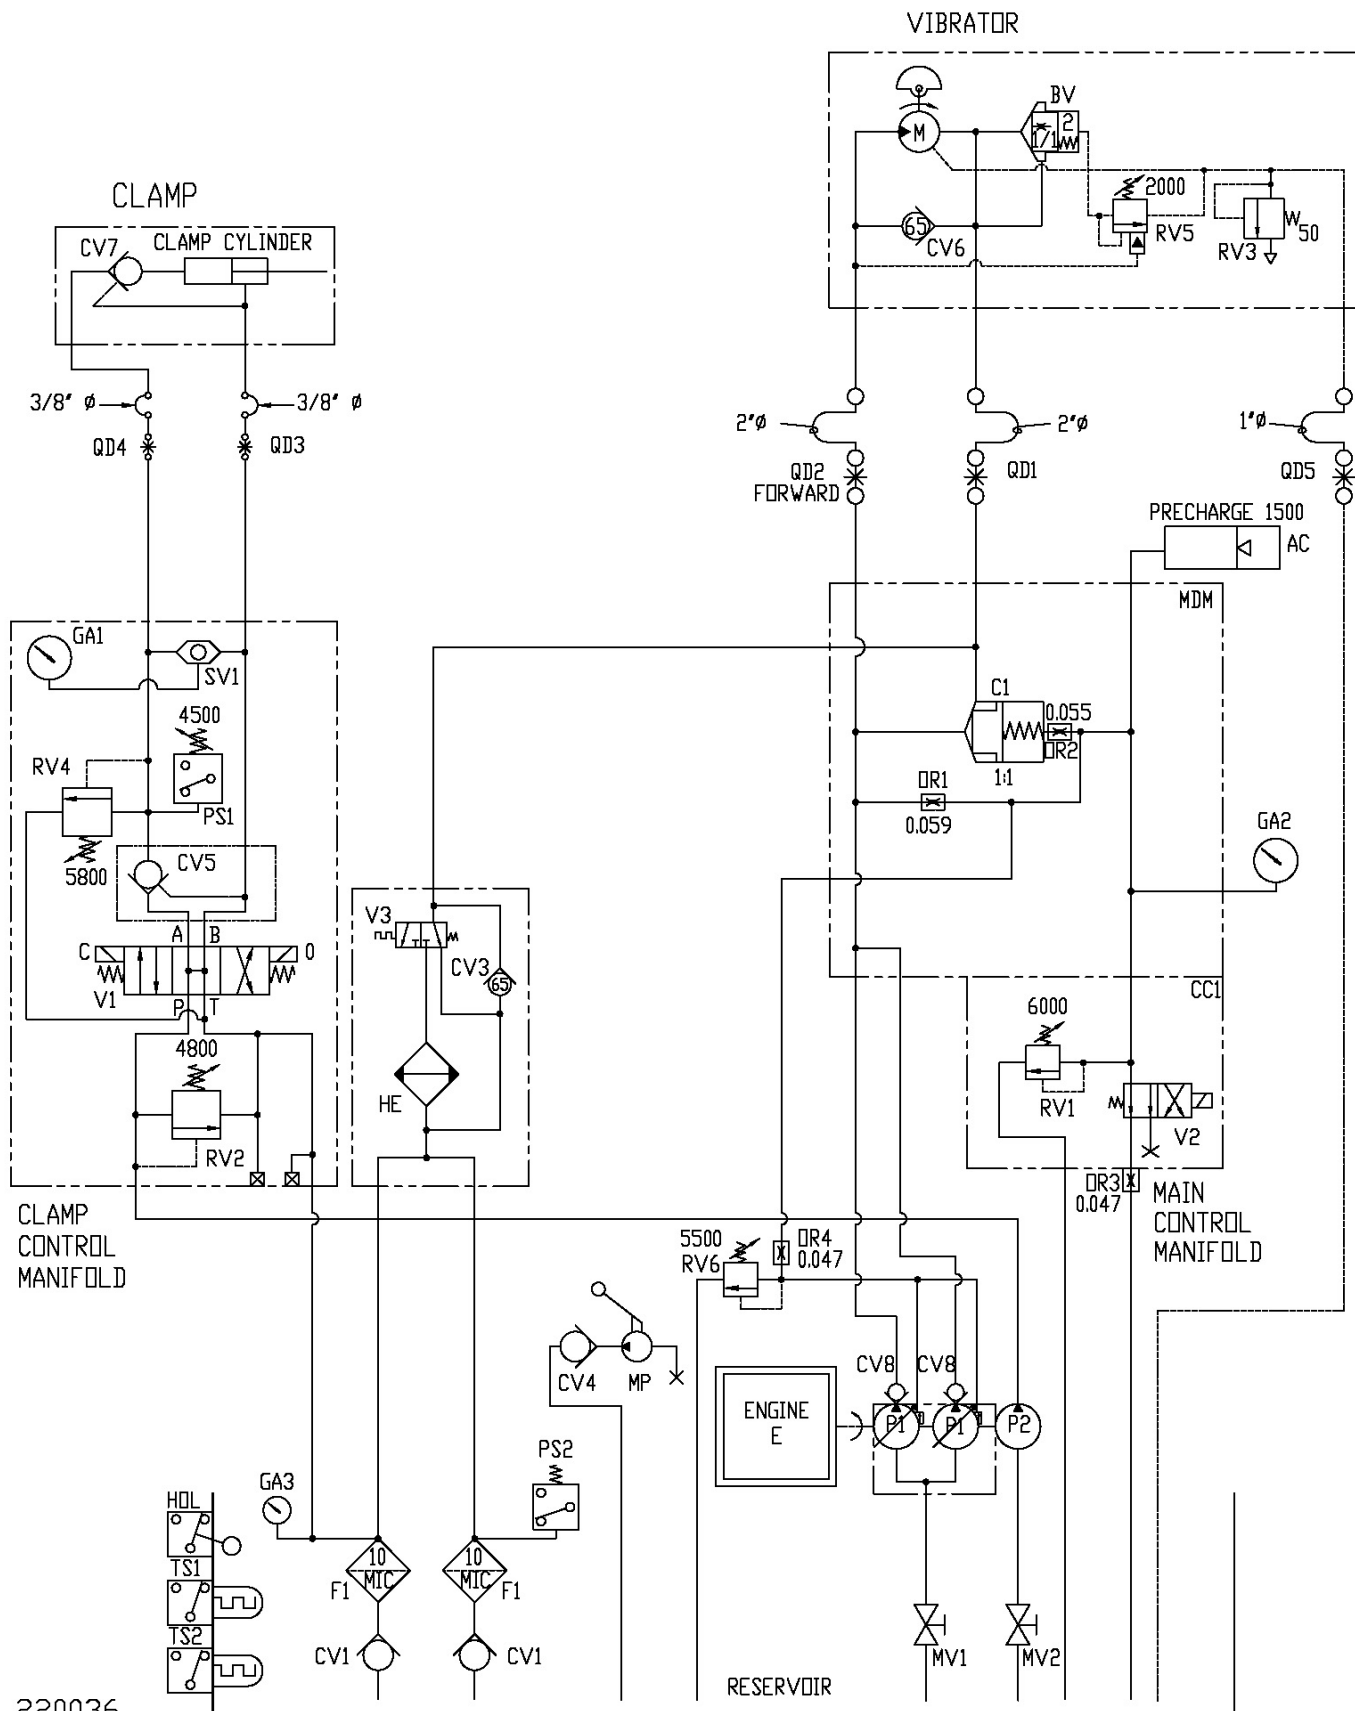 VIBRATOR
BV
2
1/1
M
2000
RV5
W
50
RV3
65
CV6
CLAMP
CV7
CLAMP CYLINDER
3/8" Ø
3/8" Ø
QD4
QD3
2"Ø
2"Ø
1"Ø
QD2
FORWARD
QD1
QD5
PRECHARGE 1500
AC
MDM
GA1
SV1
4500
RV4
PS1
5800
CV5
A
B
C
O
V1
P
T
4800
RV2
CLAMP
CONTROL
MANIFOLD
V3
CV3
65
HE
C1
0.055
OR2
1:1
OR1
0.059
GA2
CC1
6000
RV1
V2
OR3
0.047
MAIN
CONTROL
MANIFOLD
5500
RV6
OR4
0.047
CV4
MP
CV8
CV8
ENGINE
E
P1
P1
P2
PS2
GA3
HOL
TS1
TS2
10
MIC
F1
10
MIC
F1
CV1
CV1
MV1
MV2
RESERVOIR
220036